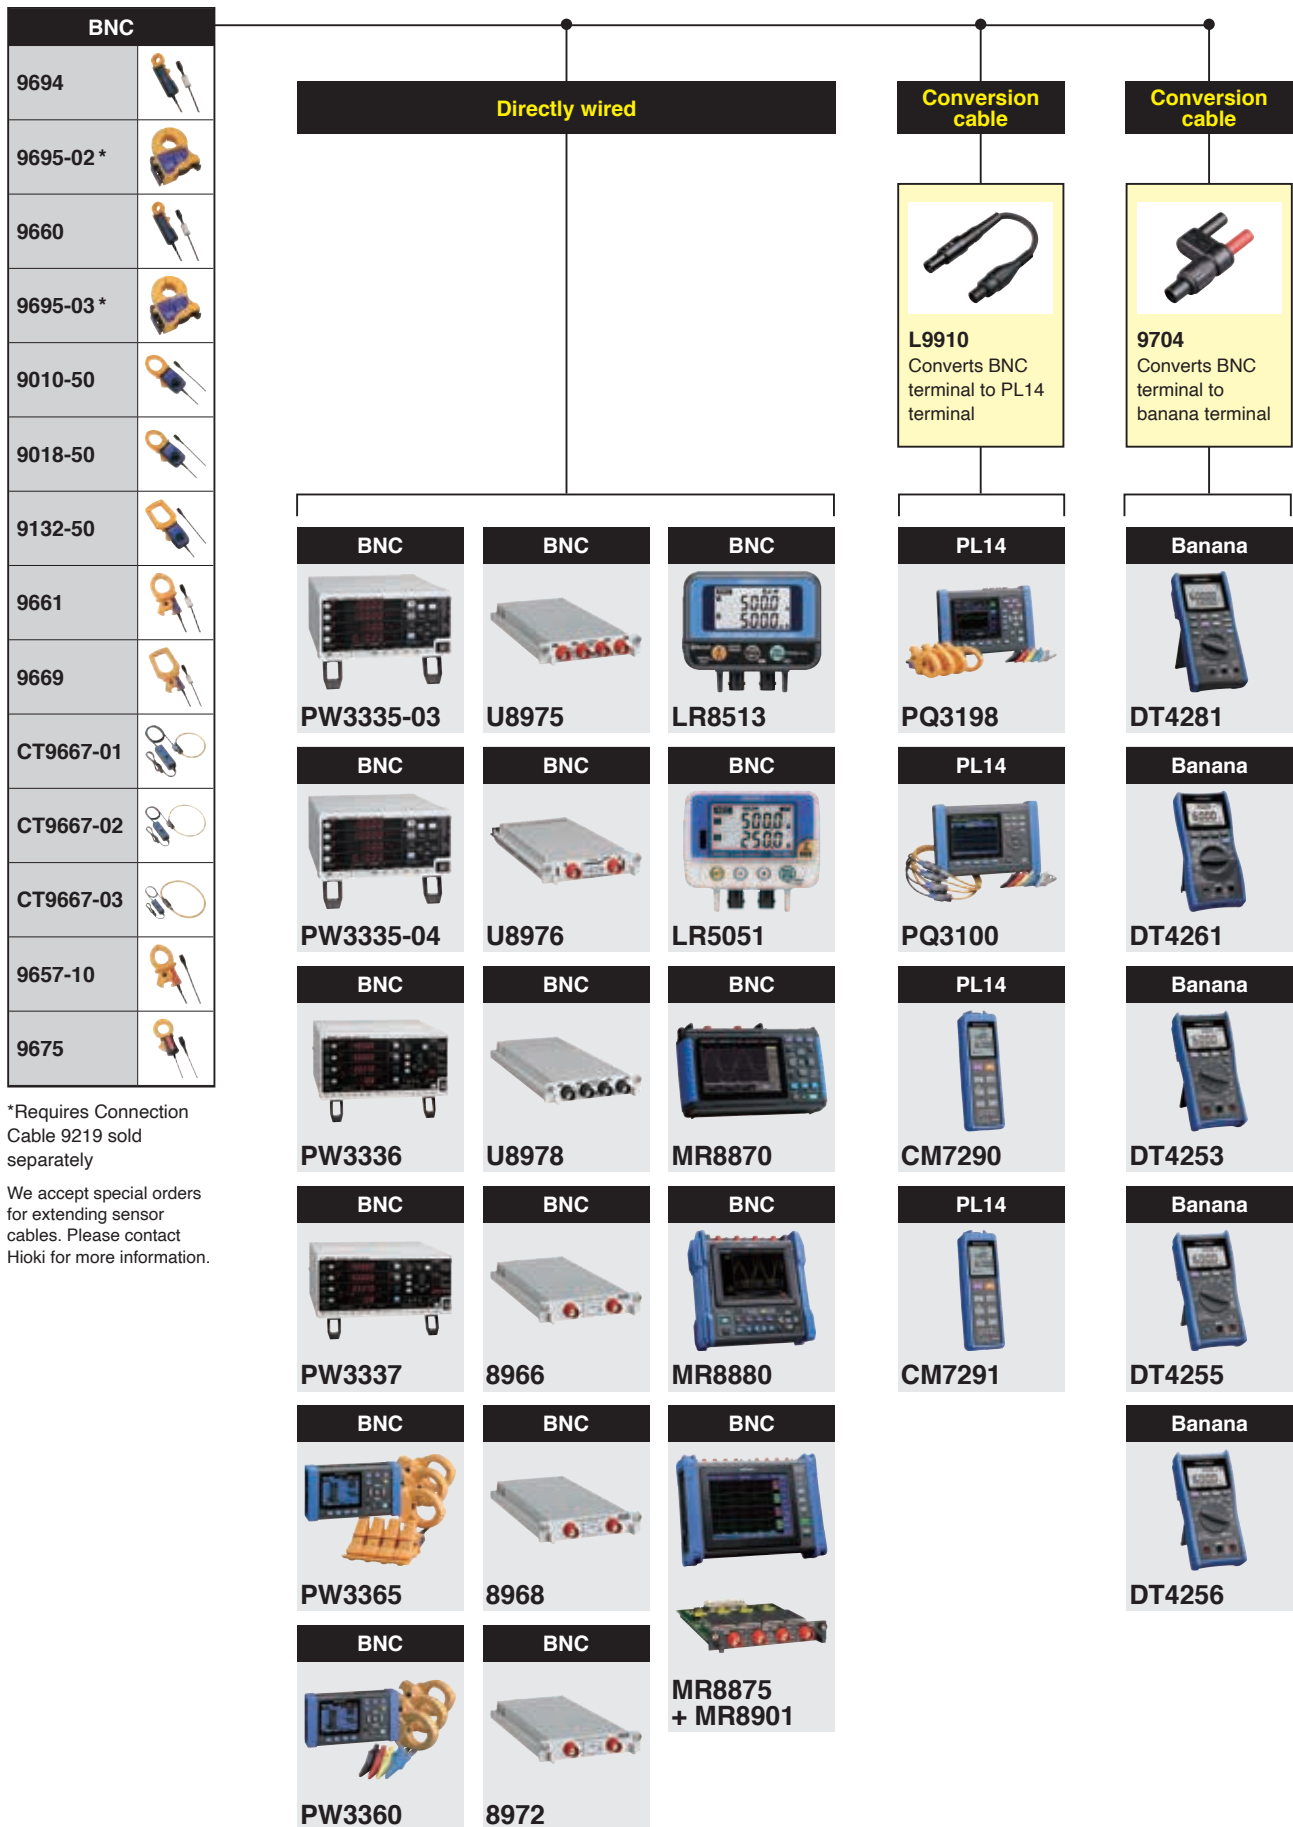 BNC
9694
9695-02 *
9660
9695-03 *
9010-50
9018-50
9132-50
9661
9669
CT9667-01
CT9667-02
CT9667-03
9657-10
9675
*Requires Connection
Cable 9219 sold
separately
We accept special orders
for extending sensor
cables. Please contact
Hioki for more information.
Directly wired
Conversion
cable
Conversion
cable
L9910
Converts BNC
terminal to PL14
terminal
9704
Converts BNC
terminal to
banana terminal
BNC
BNC
BNC
PL14
Banana
PW3335-03
U8975
LR8513
PQ3198
DT4281
BNC
BNC
BNC
PL14
Banana
PW3335-04
U8976
LR5051
PQ3100
DT4261
BNC
BNC
BNC
PL14
Banana
PW3336
U8978
MR8870
CM7290
DT4253
BNC
BNC
BNC
PL14
Banana
PW3337
8966
MR8880
CM7291
DT4255
BNC
BNC
BNC
Banana
PW3365
8968
MR8875
+ MR8901
DT4256
BNC
BNC
PW3360
8972